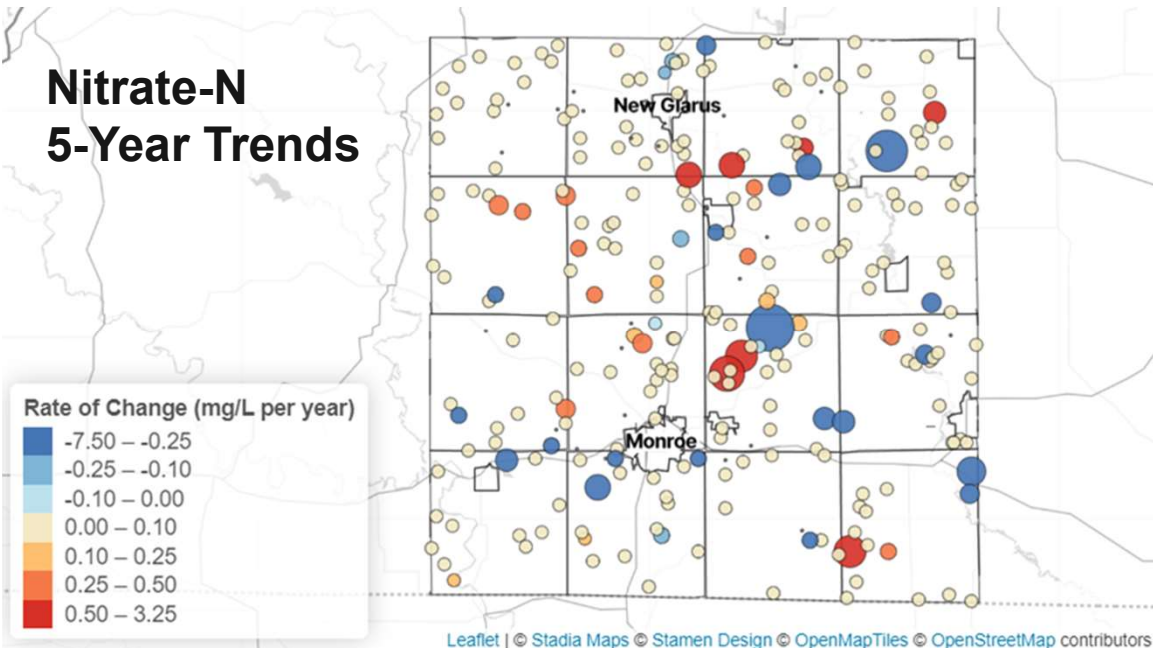 Nitrate-N
5-Year Trends
New Glarus
Monroe
Rate of Change (mg/L per year)
-7.50 – -0.25
-0.25 – -0.10
-0.10 – 0.00
0.00 – 0.10
0.10 – 0.25
0.25 – 0.50
0.50 – 3.25
Leaflet | © Stadia Maps © Stamen Design © OpenMapTiles © OpenStreetMap contributors